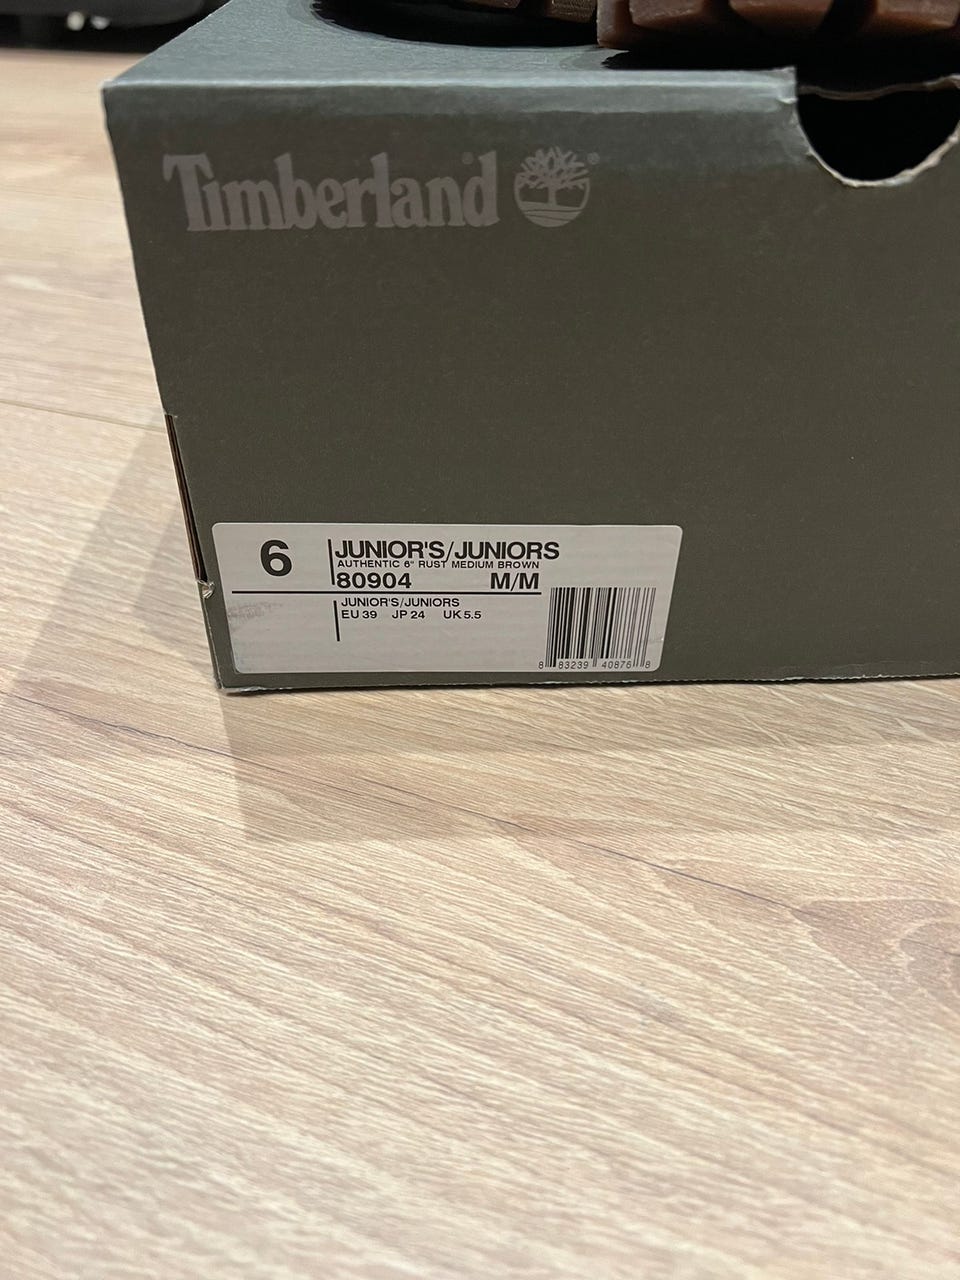 Timberland ®
6
JUNIOR'S/JUNIORS
AUTHENTIC 6" RUST MEDIUM BROWN
80904 M/M
JUNIOR'S/JUNIORS
EU 39 JP 24 UK 5.5
8 83239 40876 8